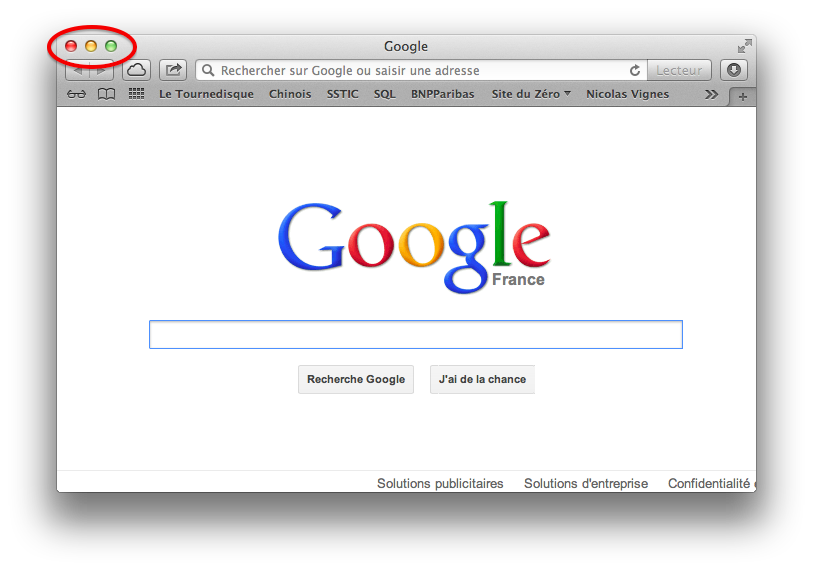 Google
Rechercher sur Google ou saisir une adresse Lecteur
Le Tournedisque Chinois SSTIC SQL BNPParibas Site du Zéro Nicolas Vignes
Google
France
Recherche Google J'ai de la chance
Solutions publicitaires Solutions d'entreprise Confidentialité